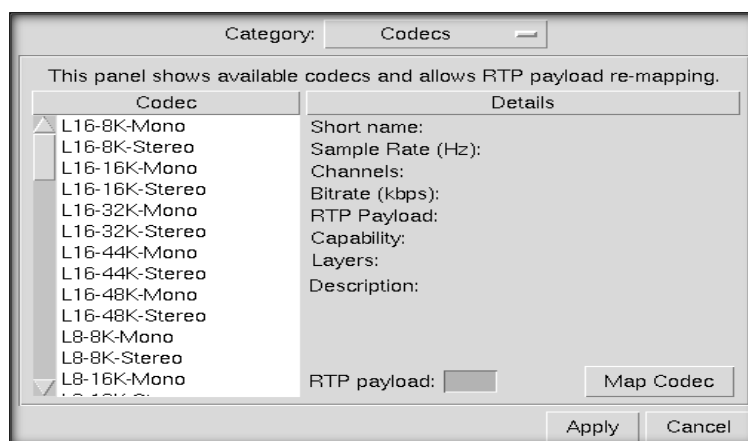 Category: Codecs
This panel shows available codecs and allows RTP payload re-mapping.
Codec
L16-8K-Mono
L16-8K-Stereo
L16-16K-Mono
L16-16K-Stereo
L16-32K-Mono
L16-32K-Stereo
L16-44K-Mono
L16-44K-Stereo
L16-48K-Mono
L16-48K-Stereo
L8-8K-Mono
L8-8K-Stereo
L8-16K-Mono
Details
Short name:
Sample Rate (Hz):
Channels:
Bitrate (kbps):
RTP Payload:
Capability:
Layers:
Description:
RTP payload:
Map Codec
Apply
Cancel